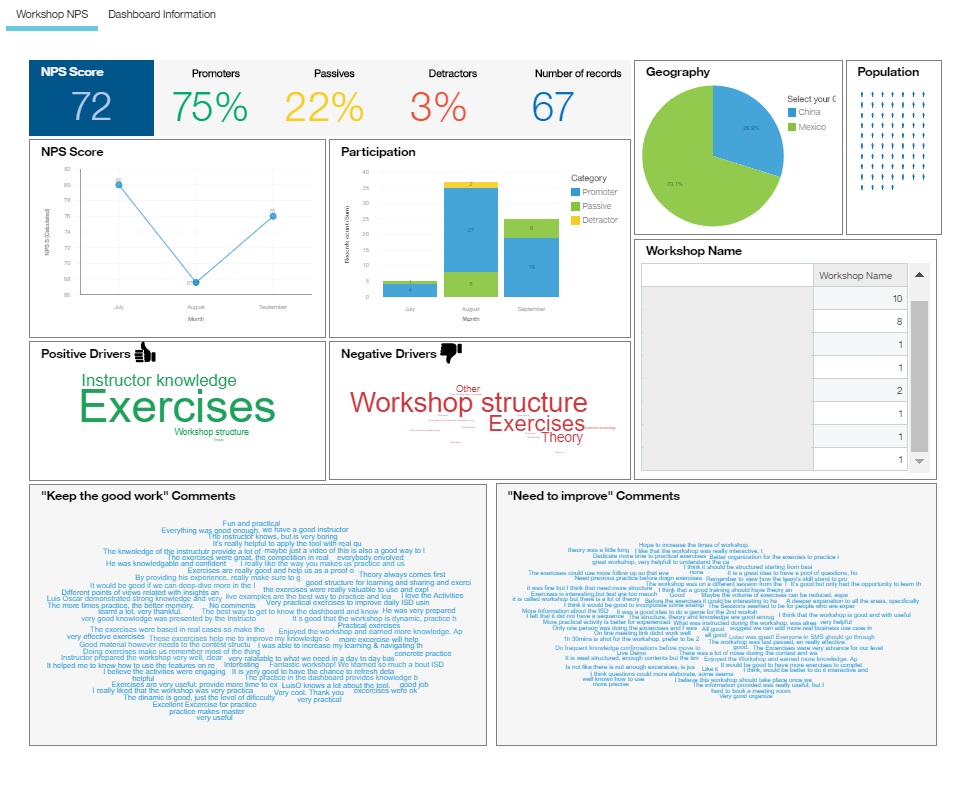 Workshop NPS Dashboard Information
NPS Score Promoters Passives Detractors Number of records
72 75% 22% 3% 67
Geography
Select your G
China
Mexico
29.9%
70.1%
Population
NPS Score
82
80
78
76
74
72
70
68
66
80
76
July August September
Month
Participation
Records count (Sum)
40
35
30
25
20
15
10
5
0
1
4
2
27
8
6
19
July August September
Month
Category
Promoter
Passive
Detractor
Workshop Name
Workshop Name
10
8
1
1
2
1
1
1
Positive Drivers
Instructor knowledge
Exercises
Workshop structure
Negative Drivers
Other
Workshop structure
Exercises
Theory
"Keep the good work" Comments
Fun and practical
Everything was good enough, we have a good instructor
The instructor knows, but is very boring
It's really helpful to apply the tool with real qu
The knwoledge of the instructutr provide a lot of maybe just a video of this is also a good way to l
The exercises were great, the competition in real everybody envolved
He was knowledgable and confident I really like the way you makes us practice and us
Exercises are really good and help us as a proof o
By providing his experience, really make sure to g Theory always comes first
It would be good if we can deep-dive more in the l good structure for learning and sharing and exerci
Different points of views related with insights an the exercises were really valuable to use and expl
Luis Oscar demonstrated strong knowledge and very live examples are the best way to practice and lea I love the Activities
The more times practice, the better memory. No comments Very practical exercises to improve daily ISD usin
learnt a lot, very thankful. The best way to get to know the dashboard and know He was very prepared
very good knowledge was presented by the instructo It´s good that the workshop is dynamic, practice h
Exercises were based in real cases so make the Practical exercises
very effective exercises These exercises help me to improve my knowledge o Enjoyed the workshop and earned more knowledge. Ap
more excercise will help
Good material however needs to the contest structu I was able to increase my learning & navigating th
Doing exercises make us remember most of the thing concrete practice
Instructor prepared the workshop very well, clear very ralatable to what we need in a day to day bas
It helped me to know how to use the features on re Interesting Fantastic workshop! We learned so much a bout ISD
I believe the activities were engaging It is very good to have the chance to refresh deta
helpful The practice in the dashboard provides knowledge b
Exercises are very useful: provide more time to ex LuisO knows a lot about the tool. good job
I really liked that the workshop was very practica Very cool. Thank you exercises were ok
The dinamic is good, just the level of dificculty very practical
Excellent Excercise for practice
practice makes master
very useful
"Need to improve" Comments
Hope to increase the times of workshop.
theory was a little long I like that the workshop was really interactive, I
Dedicate more time to practical exercises Better organization for the exercies to practice i
great workshop, very helpfull to understand the ca
I think it should be structured starting from basi
The exercises could use more follow up so that eve none It is a great idea to have a pool of questions, ho
Need previous practice before doign exercises Remember to view how the team's skill stand to pro
The workshop was on a different session from the I It's good but only had the opportunity to learn th
it was fine but I think that need more structure I think that a good training should have theory an
Exercises is interesting,but test are too much Good Maybe the volume of exercises can be reduced, espe
it is called workshop but there is a lot of theory Before the exercises it could be interesting to he A deeper expansion to all the areas, specifically
I think it would be good to incorporate some examp The Sessions seemed to be for people who are exper
More Information about the ISD It was a good idea to do a game for the 2nd worksh
I felt that it did not have a sequence The structure, theory and knowledge are good enoug I think that the workshop is good and with useful
More practical activity is better for experienced What was instructed during the workshop, was alrea very helpful
Only one person was doing the exercises and I was All good suggest we can add more real business use case in
On line meeting link didnt work well all good Luiso was great! Everyone in SMS should go through
1h 30mins is short for the workshop. prefer to be 2 The workshop was last passed, en really effective.
Do frequent knowledge confirmations before move to good. The Exercises were very advance for our level
Live Demo. There was a lot of noise during the contest and wa
It is weel structured, enough contents but the tim Enjoyed the Workshop and earned more knowledge. Ap
It would be good to have more exercises to complet
Is not like there is not enough excersies, is jus Like it I think, would be better to do it interactive and
I think questions could more elaborate, some seems
well known how to use I believe this workshop should take place once we
more precise The information provided was really useful, but f
hard to book a meeting room
Very good organize